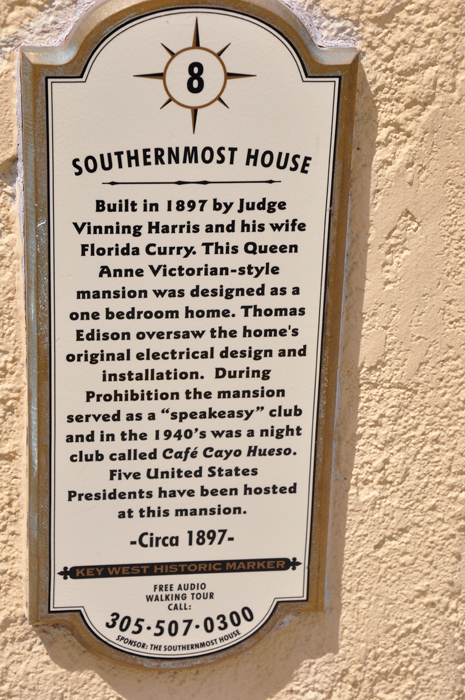 8
SOUTHERNMOST HOUSE
Built in 1897 by Judge
Vinning Harris and his wife
Florida Curry. This Queen
Anne Victorian-style
mansion was designed as a
one bedroom home. Thomas
Edison oversaw the home's
original electrical design and
installation. During
Prohibition the mansion
served as a “speakeasy” club
and in the 1940's was a night
club called Café Cayo Hueso.
Five United States
Presidents have been hosted
at this mansion.
-Circa 1897-
KEY WEST HISTORIC MARKER
FREE AUDIO
WALKING TOUR
CALL:
305·507·0300
SPONSOR: THE SOUTHERNMOST HOUSE